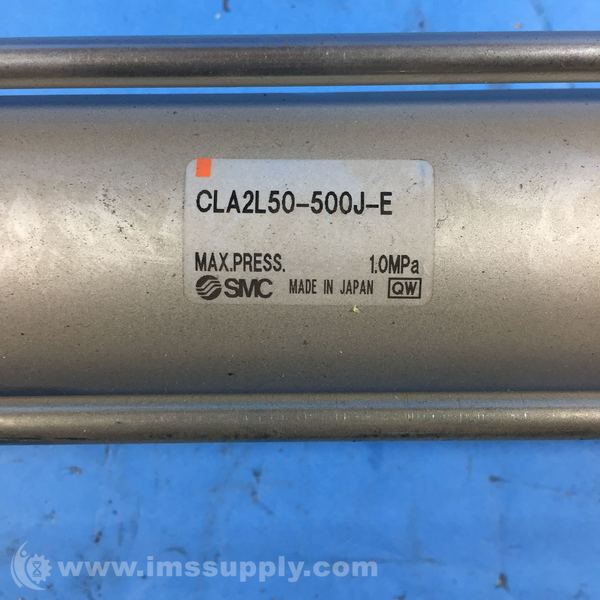 CLA2L50-500J-E
MAX.PRESS. 1.0MPa
SMC MADE IN JAPAN QW
www.imssupply.com